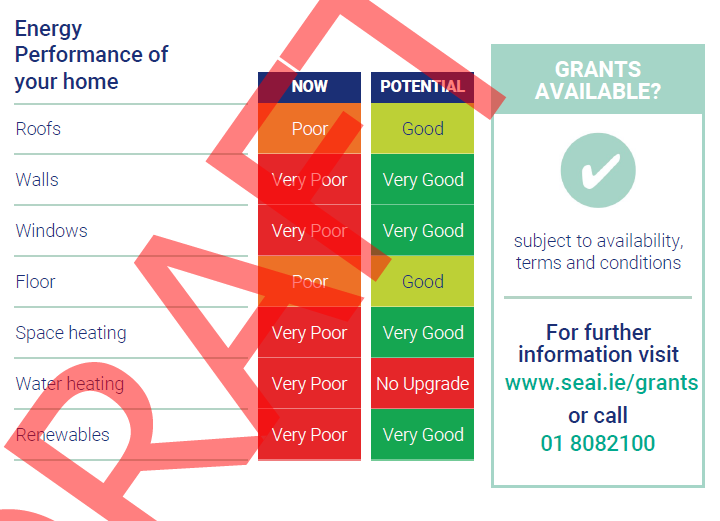 Energy
Performance of
your home
NOW POTENTIAL
Roofs Poor Good
Walls Very Poor Very Good
Windows Very Poor Very Good
Floor Poor Good
Space heating Very Poor Very Good
Water heating Very Poor No Upgrade
Renewables Very Poor Very Good
GRANTS
AVAILABLE?
subject to availability,
terms and conditions
For further
information visit
www.seai.ie/grants
or call
01 8082100
DRAFT